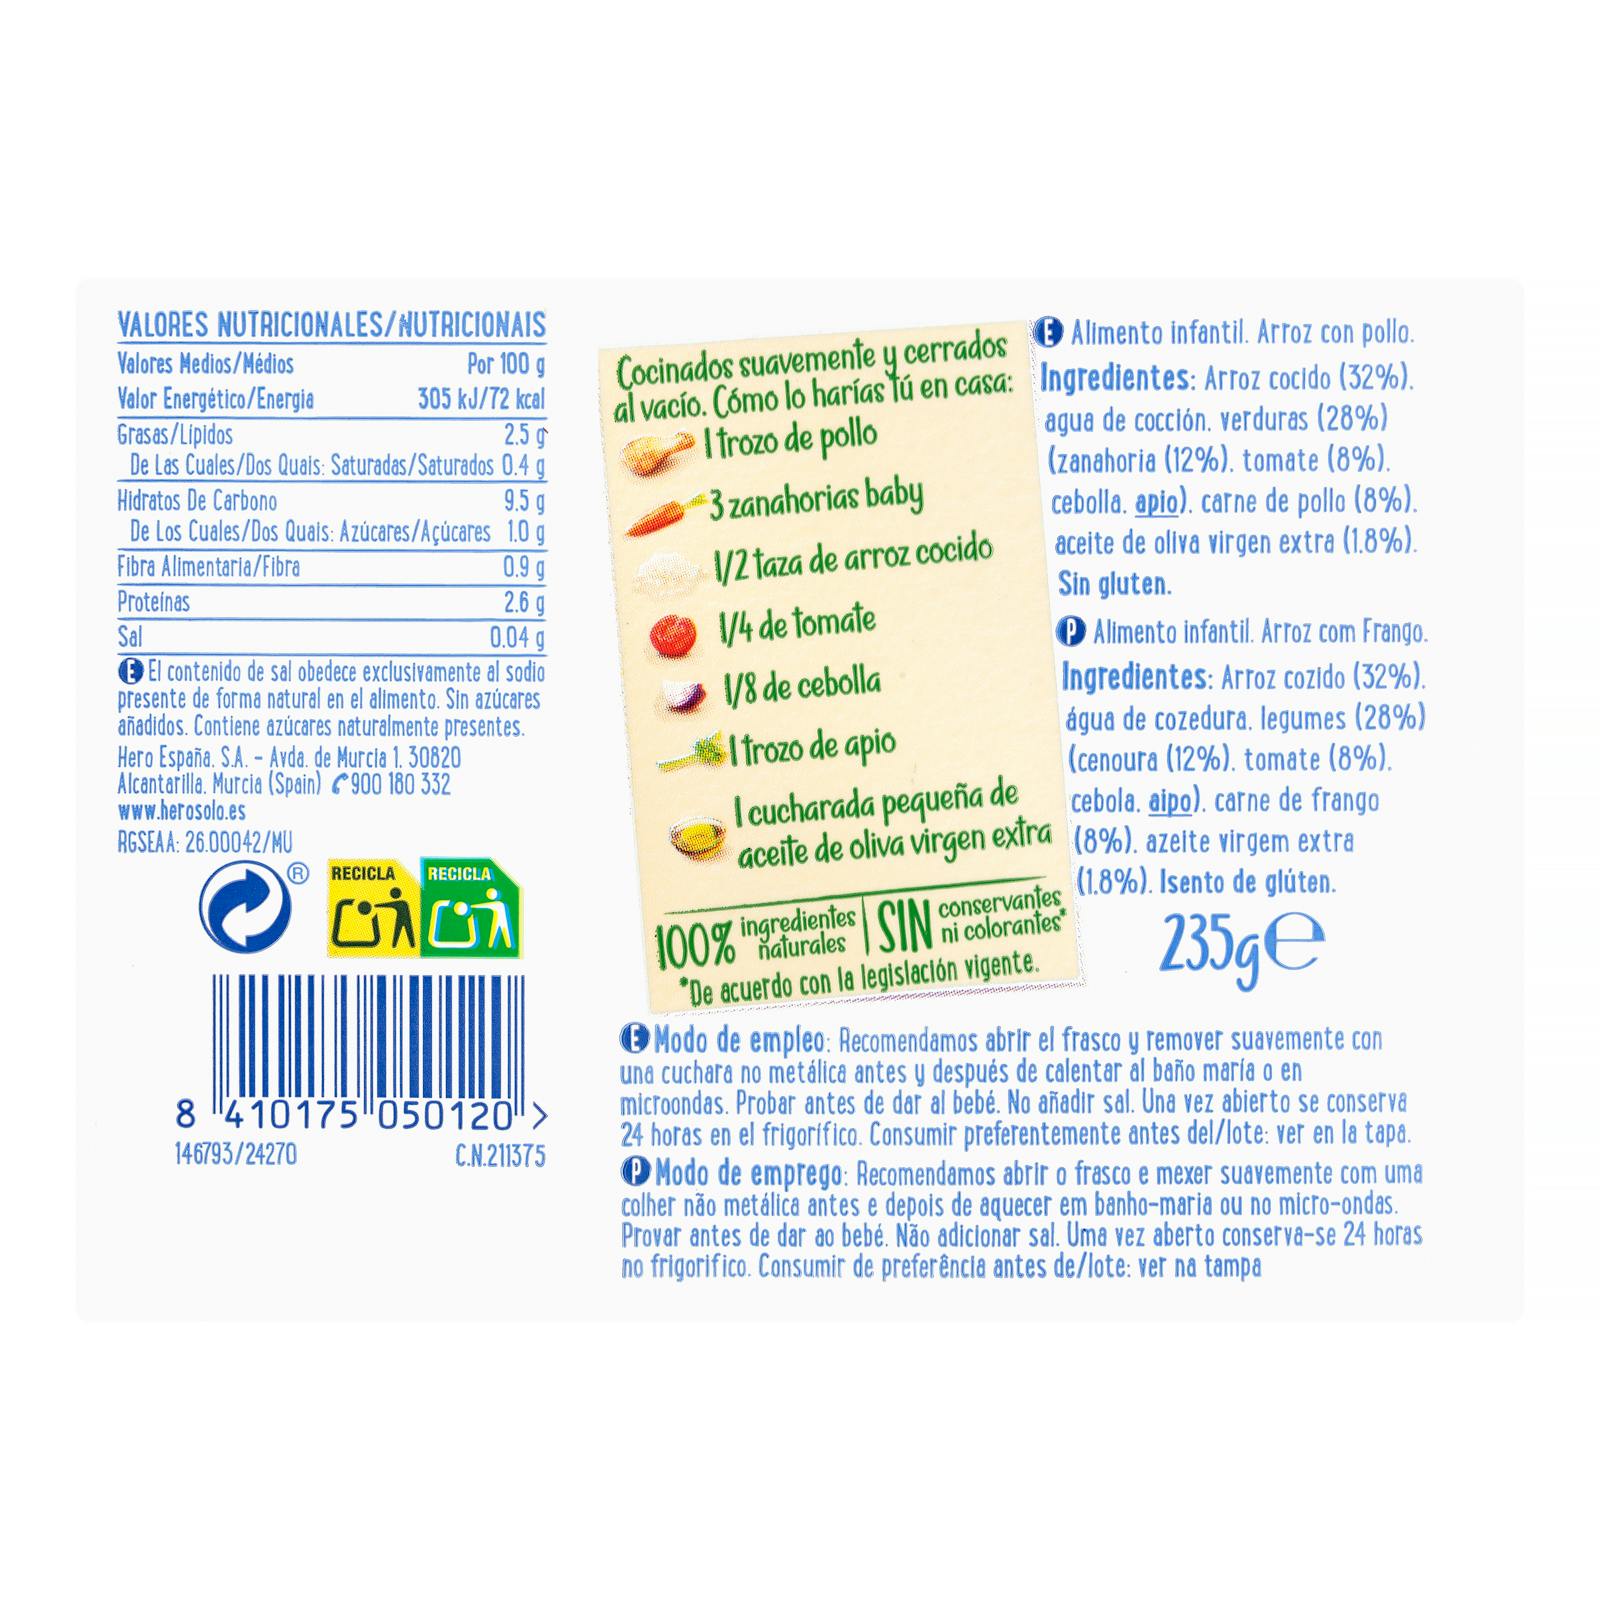 VALORES NUTRICIONALES/NUTRICIONAIS
Valores Medios/Médios Por 100 g
Valor Energético/Energia 305 kJ/72 kcal
Grasas/Lípidos 2.5 g
De Las Cuales/Dos Quais: Saturadas/Saturados 0.4 g
Hidratos De Carbono 9.5 g
De Los Cuales/Dos Quais: Azúcares/Açúcares 1.0 g
Fibra Alimentaria/Fibra 0.9 g
Proteínas 2.6 g
Sal 0.04 g
E El contenido de sal obedece exclusivamente al sodio
presente de forma natural en el alimento. Sin azúcares
añadidos. Contiene azúcares naturalmente presentes.
Hero España, S.A. - Avda. de Murcia 1. 30820
Alcantarilla. Murcia (Spain) 900 180 332
www.herosolo.es
RGSEAA: 26.00042/MU
®
RECICLA
RECICLA
8 410175 050120 >
146793/24270 C.N.211375
Cocinados suavemente y cerrados
al vacío. Cómo lo harías Tú en casa:
1 trozo de pollo
3 zanahorias baby
1/2 taza de arroz cocido
1/4 de tomate
1/8 de cebolla
1 trozo de apio
1 cucharada pequeña de
aceite de oliva virgen extra
100% ingredientes naturales
SIN conservantes ni colorantes*
*De acuerdo con la legislación vigente.
E Alimento infantil. Arroz con pollo.
Ingredientes: Arroz cocido (32%),
agua de cocción, verduras (28%)
(zanahoria (12%), tomate (8%),
cebolla, apio), carne de pollo (8%),
aceite de oliva virgen extra (1.8%).
Sin gluten.
P Alimento infantil. Arroz com Frango.
Ingredientes: Arroz cozido (32%),
água de cozedura, legumes (28%)
(cenoura (12%), tomate (8%),
cebola, aipo), carne de frango
(8%), azeite virgem extra
(1.8%). Isento de glúten.
235g e
E Modo de empleo: Recomendamos abrir el frasco y remover suavemente con
una cuchara no metálica antes y después de calentar al baño maría o en
microondas. Probar antes de dar al bebé. No añadir sal. Una vez abierto se conserva
24 horas en el frigorífico. Consumir preferentemente antes del/lote: ver en la tapa.
P Modo de emprego: Recomendamos abrir o frasco e mexer suavemente com uma
colher não metálica antes e depois de aquecer em banho-maria ou no micro-ondas.
Provar antes de dar ao bebé. Não adicionar sal. Uma vez aberto conserva-se 24 horas
no frigorifico. Consumir de preferência antes de/lote: ver na tampa